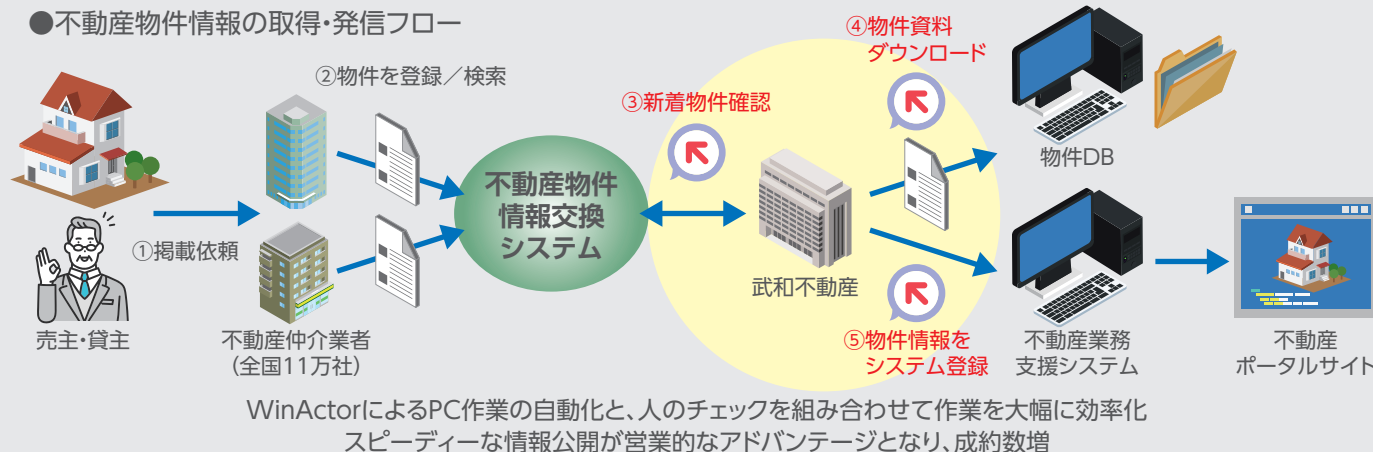 ●不動産物件情報の取得・発信フロー
①掲載依頼
売主・貸主
②物件を登録／検索
不動産仲介業者
（全国11万社）
不動産物件
情報交換
システム
③新着物件確認
武和不動産
④物件資料
ダウンロード
物件DB
⑤物件情報を
システム登録
不動産業務
支援システム
不動産
ポータルサイト
WinActorによるPC作業の自動化と、人のチェックを組み合わせて作業を大幅に効率化
スピーディーな情報公開が営業的なアドバンテージとなり、成約数増